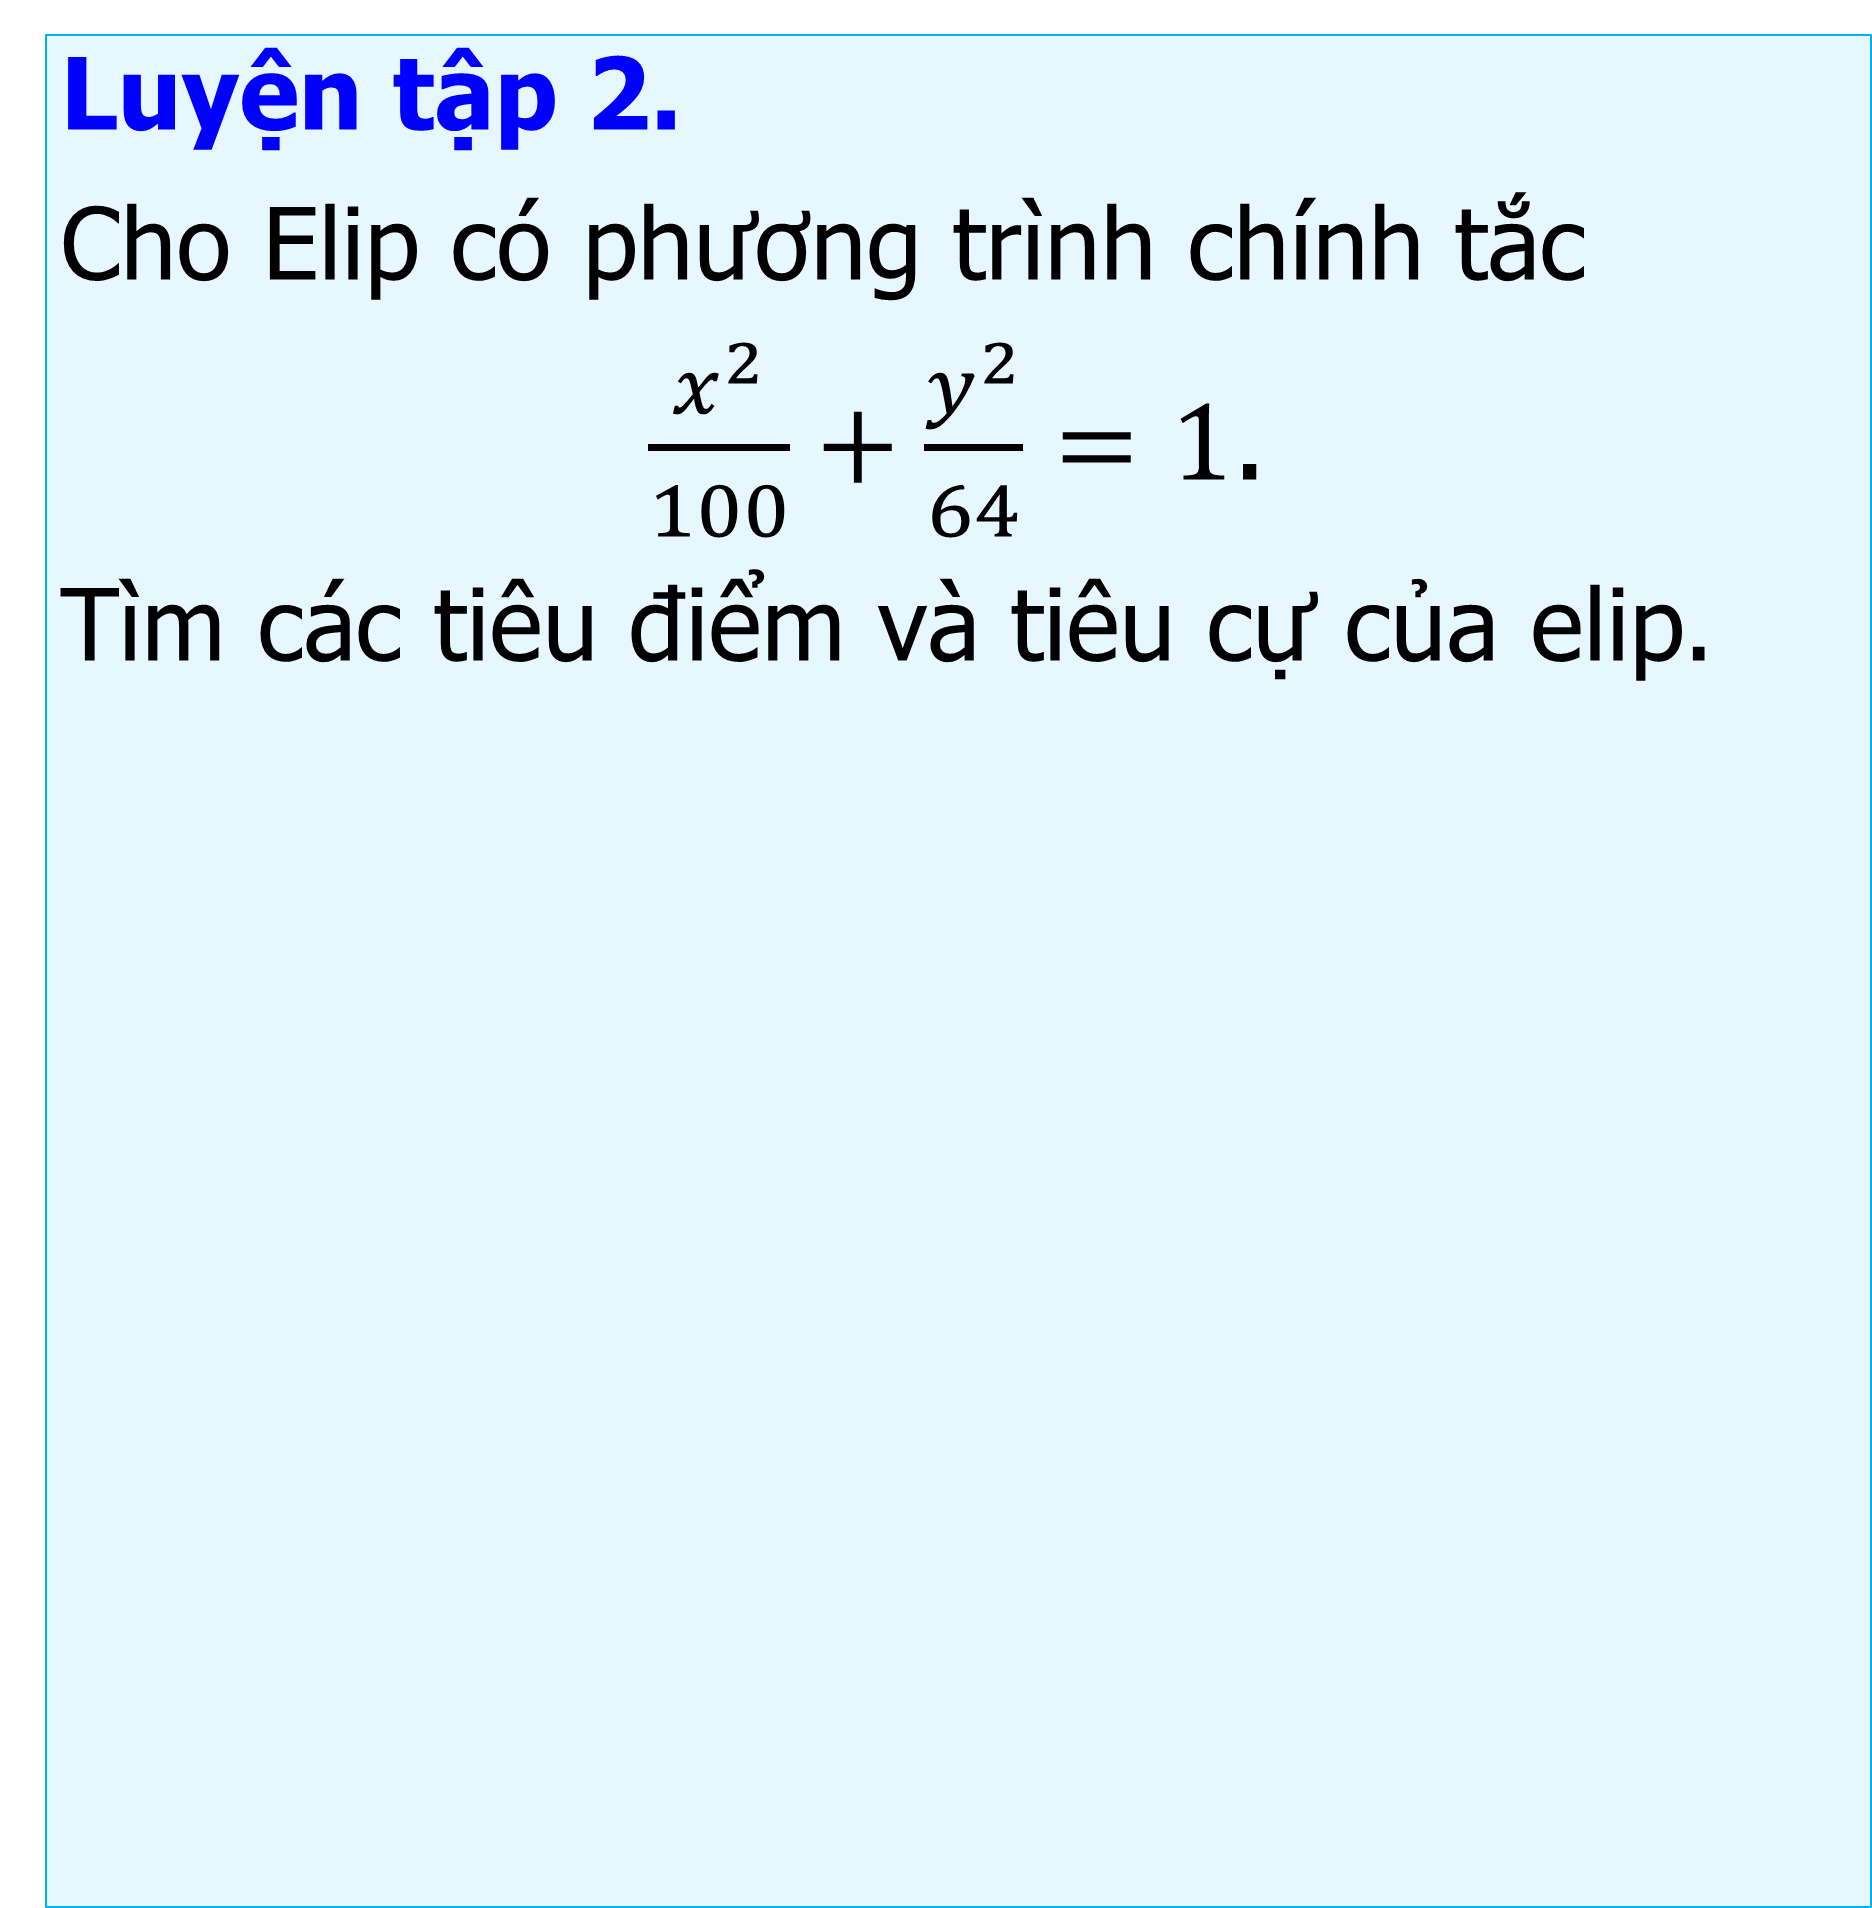 Luyện tập 2.
Cho Elip có phương trình chính tắc
x²/100 + y²/64 = 1.
Tìm các tiêu điểm và tiêu cự của elip.